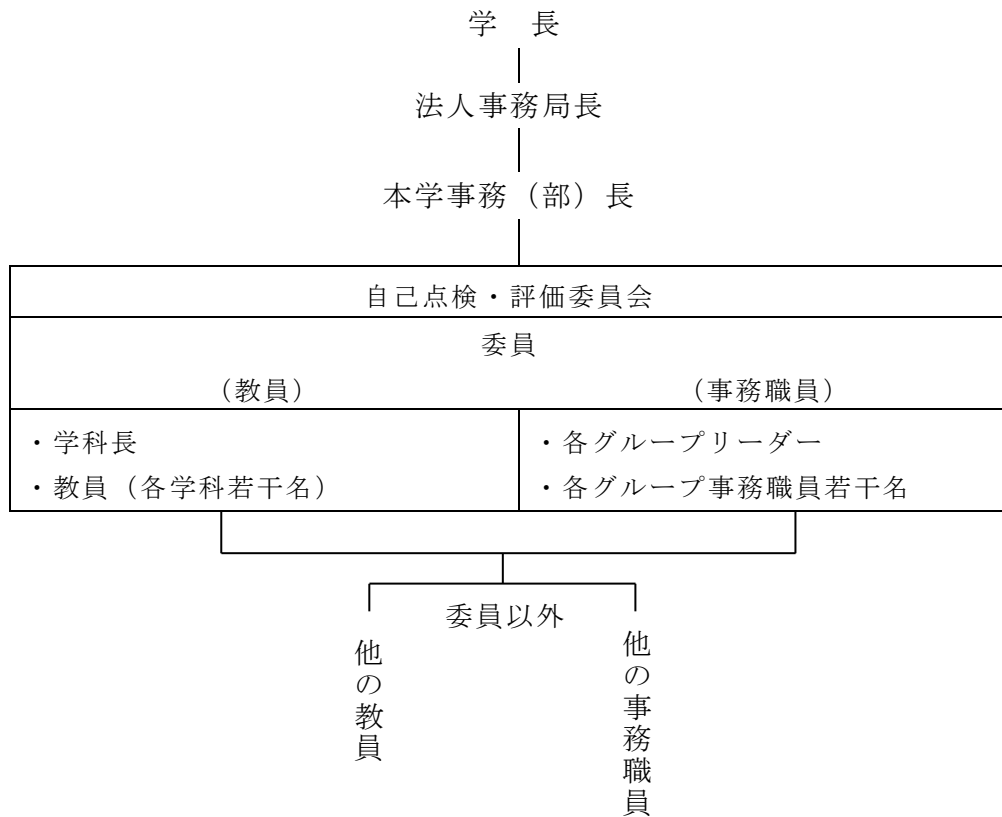 学　長
法人事務局長
本学事務（部）長
自己点検・評価委員会
委員
（教員）　（事務職員）
・学科長
・教員（各学科若干名）
・各グループリーダー
・各グループ事務職員若干名
委員以外
他の教員
他の事務職員